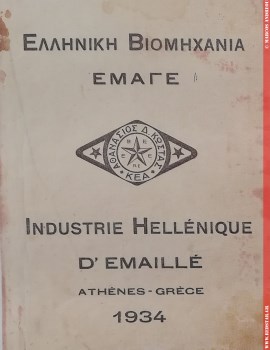 ΕΛΛΗΝΙΚΗ ΒΙΟΜΗΧΑΝΙΑ
ΕΜΑΓΕ
ΑΘΑΝΑΣΙΟΣ Δ. ΚΩΣΤΑΣ
ΚΕΑ
INDUSTRIE HELLÉNIQUE
D'EMAILLÉ
ATHÈNES - GRÈCE
1934